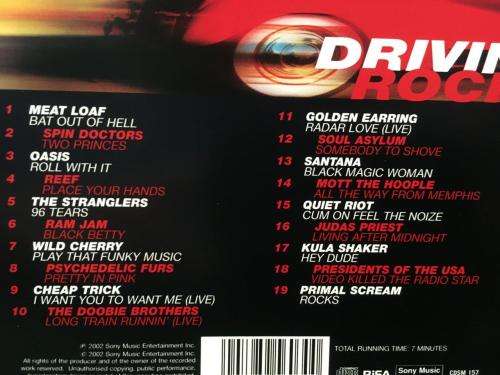 DRIVIN
ROCK
1 MEAT LOAF
BAT OUT OF HELL
2 SPIN DOCTORS
TWO PRINCES
3 OASIS
ROLL WITH IT
4 REEF
PLACE YOUR HANDS
5 THE STRANGLERS
96 TEARS
6 RAM JAM
BLACK BETTY
7 WILD CHERRY
PLAY THAT FUNKY MUSIC
8 PSYCHEDELIC FURS
PRETTY IN PINK
9 CHEAP TRICK
I WANT YOU TO WANT ME (LIVE)
10 THE DOOBIE BROTHERS
LONG TRAIN RUNNIN' (LIVE)
11 GOLDEN EARRING
RADAR LOVE (LIVE)
12 SOUL ASYLUM
SOMEBODY TO SHOVE
13 SANTANA
BLACK MAGIC WOMAN
14 MOTT THE HOOPLE
ALL THE WAY FROM MEMPHIS
15 QUIET RIOT
CUM ON FEEL THE NOIZE
16 JUDAS PRIEST
LIVING AFTER MIDNIGHT
17 KULA SHAKER
HEY DUDE
18 PRESIDENTS OF THE USA
VIDEO KILLED THE RADIO STAR
19 PRIMAL SCREAM
ROCKS
℗ 2002 Sony Music Entertainment Inc.
© 2002 Sony Music Entertainment Inc.
All rights of the producer and of the owner of the recorded
work reserved. Unauthorised copying, public performance,
TOTAL RUNNING TIME: 7 MINUTES
Sony Music
CDSM 157